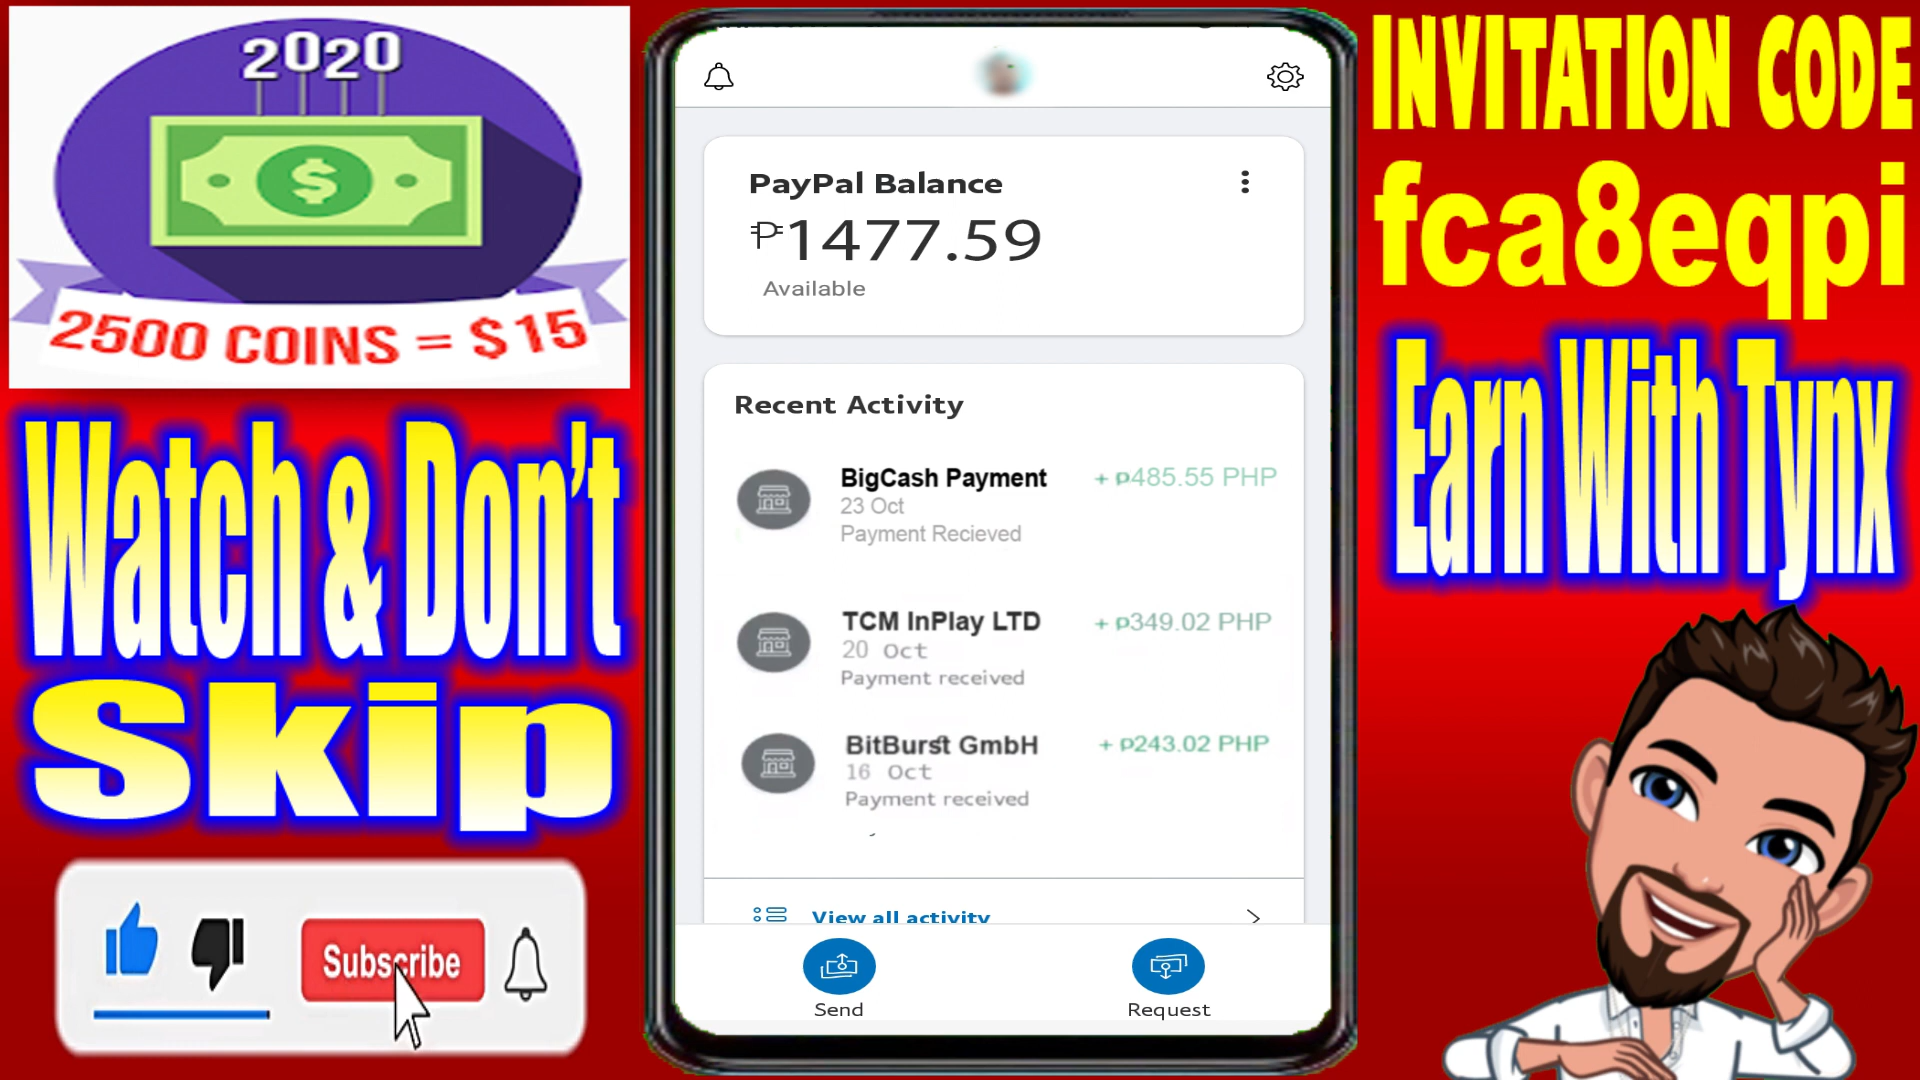 2020
$
2500 COINS = $15
Watch & Don't
Skip
Subscribe
PayPal Balance
₱1477.59
Available
Recent Activity
BigCash Payment + ₱485.55 PHP
23 Oct
Payment Recieved
TCM InPlay LTD + ₱349.02 PHP
20 Oct
Payment received
BitBurst GmbH + ₱243.02 PHP
16 Oct
Payment received
View all activity
Send
Request
INVITATION CODE
fca8eqpi
Earn With Tynx